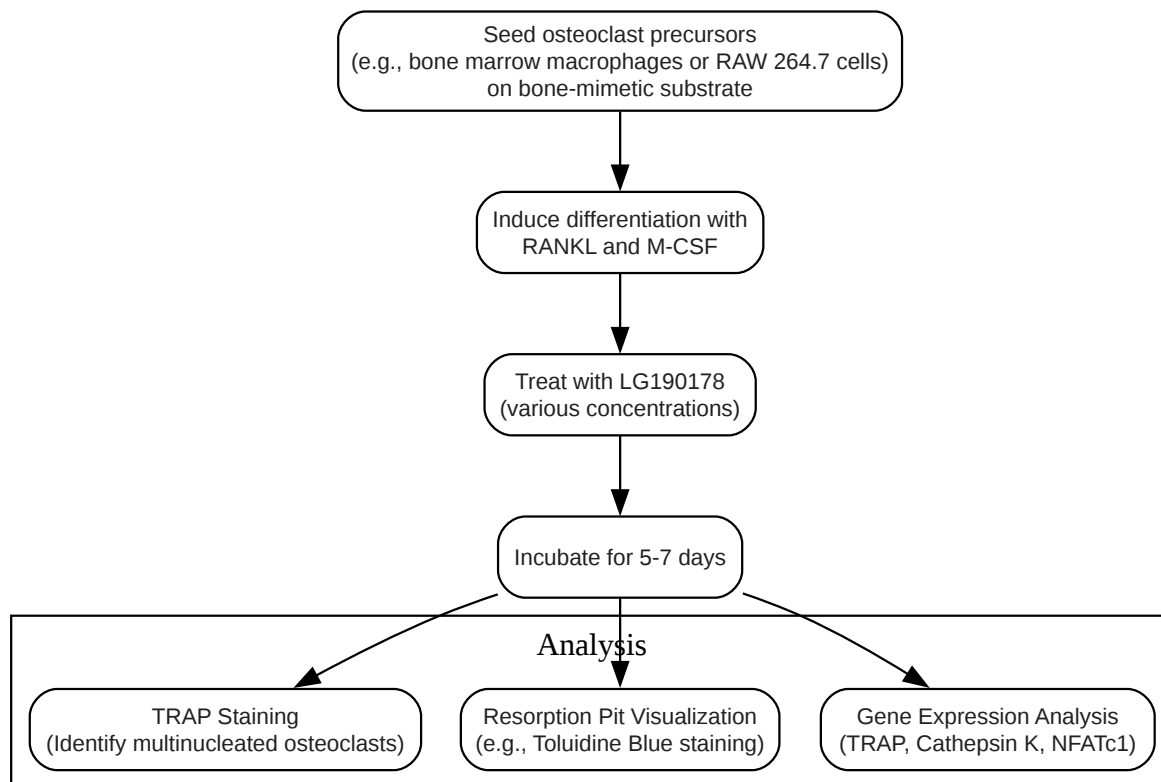 Seed osteoclast precursors
(e.g., bone marrow macrophages or RAW 264.7 cells)
on bone-mimetic substrate
Induce differentiation with
RANKL and M-CSF
Treat with LG190178
(various concentrations)
Incubate for 5-7 days
Analysis
TRAP Staining
(Identify multinucleated osteoclasts)
Resorption Pit Visualization
(e.g., Toluidine Blue staining)
Gene Expression Analysis
(TRAP, Cathepsin K, NFATc1)